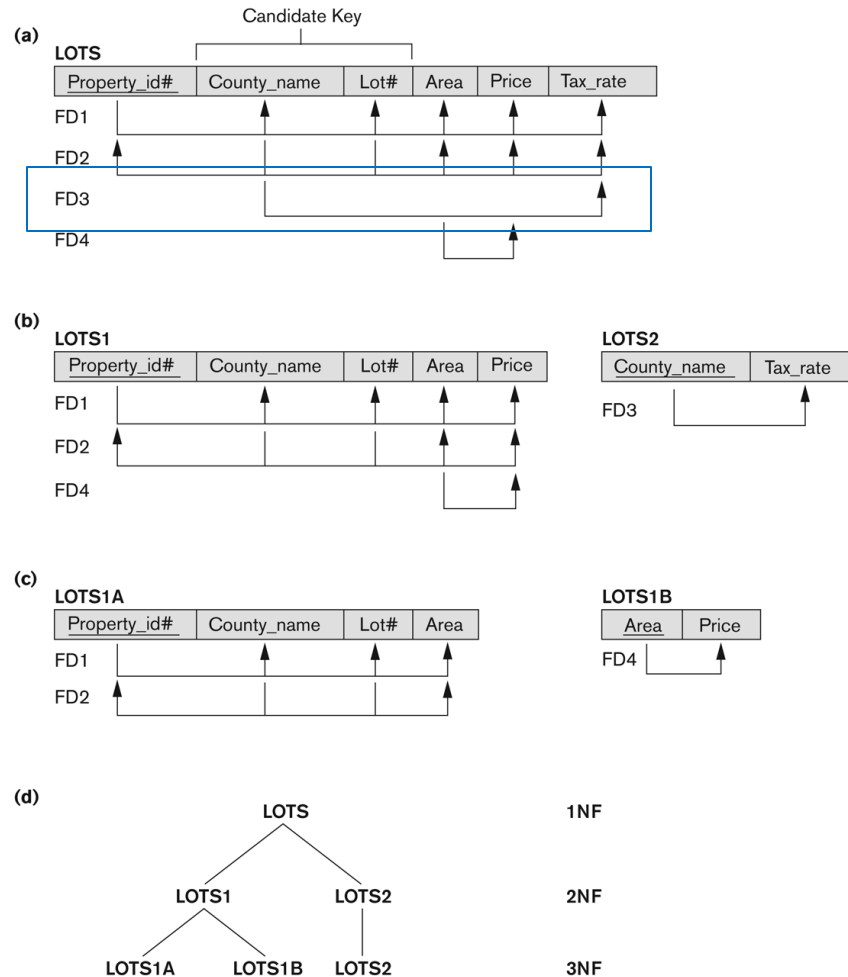 Candidate Key
(a)
LOTS
Property_id# County_name Lot# Area Price Tax_rate
FD1
FD2
FD3
FD4
(b)
LOTS1 LOTS2
Property_id# County_name Lot# Area Price County_name Tax_rate
FD1 FD3
FD2
FD4
(c)
LOTS1A LOTS1B
Property_id# County_name Lot# Area Area Price
FD1 FD4
FD2
(d)
LOTS 1NF
LOTS1 LOTS2 2NF
LOTS1A LOTS1B LOTS2 3NF